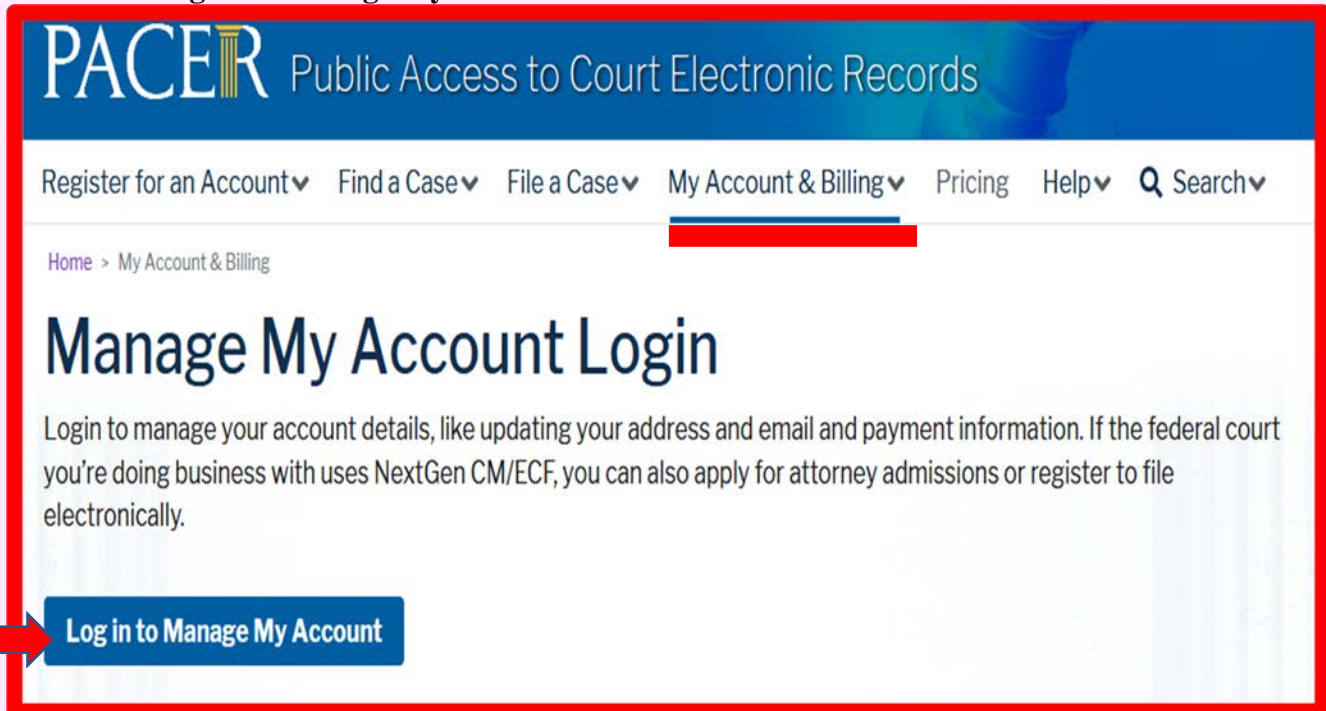 PACER Public Access to Court Electronic Records
Register for an Account Find a Case File a Case My Account & Billing Pricing Help Search
Home > My Account & Billing
Manage My Account Login
Login to manage your account details, like updating your address and email and payment information. If the federal court
you're doing business with uses NextGen CM/ECF, you can also apply for attorney admissions or register to file
electronically.
Log in to Manage My Account